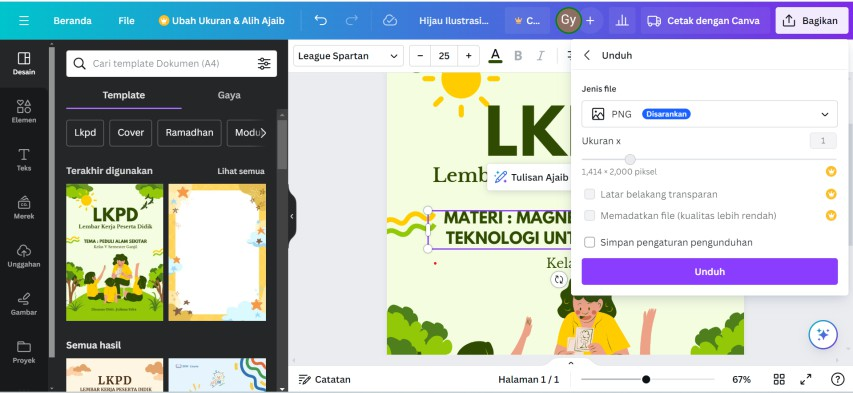 Beranda File Ubah Ukuran & Alih Ajaib Hijau Ilustrasi... C... Gy + Cetak dengan Canva Bagikan
Desain
Elemen
Teks
Merek
Unggahan
Gambar
Proyek
Cari template Dokumen (A4)
Template Gaya
Lkpd Cover Ramadhan Modu
Terakhir digunakan Lihat semua
LKPD
Lembar Kerja Peserta Didik
TEMA : PEDULI ALAM SEKITAR
Kelas V Semester Ganjil
Semua hasil
LKPD
LEMBAR KERJA PESERTA DIDIK
League Spartan - 25 + A B I
LK
Lemb
Tulisan Ajaib
MATERI : MAGNE
TEKNOLOGI UNT
Kela
Unduh
Jenis file
PNG Disarankan
Ukuran x 1
1,414 × 2,000 piksel
Latar belakang transparan
Memadatkan file (kualitas lebih rendah)
Simpan pengaturan pengunduhan
Unduh
Catatan Halaman 1 / 1 67%